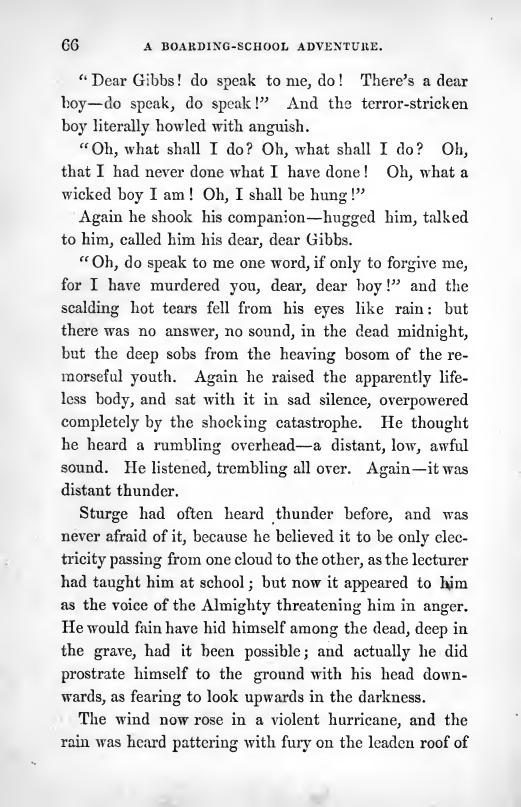 66 A BOARDING-SCHOOL ADVENTURE.
“Dear Gibbs! do speak to me, do! There’s a dear
boy—do speak, do speak!” And the terror-stricken
boy literally howled with anguish.
“Oh, what shall I do? Oh, what shall I do? Oh,
that I had never done what I have done! Oh, what a
wicked boy I am! Oh, I shall be hung!”
Again he shook his companion—hugged him, talked
to him, called him his dear, dear Gibbs.
“Oh, do speak to me one word, if only to forgive me,
for I have murdered you, dear, dear boy!” and the
scalding hot tears fell from his eyes like rain: but
there was no answer, no sound, in the dead midnight,
but the deep sobs from the heaving bosom of the re-
morseful youth. Again he raised the apparently life-
less body, and sat with it in sad silence, overpowered
completely by the shocking catastrophe. He thought
he heard a rumbling overhead—a distant, low, awful
sound. He listened, trembling all over. Again—it was
distant thunder.
Sturge had often heard thunder before, and was
never afraid of it, because he believed it to be only elec-
tricity passing from one cloud to the other, as the lecturer
had taught him at school; but now it appeared to him
as the voice of the Almighty threatening him in anger.
He would fain have hid himself among the dead, deep in
the grave, had it been possible; and actually he did
prostrate himself to the ground with his head down-
wards, as fearing to look upwards in the darkness.
The wind now rose in a violent hurricane, and the
rain was heard pattering with fury on the leaden roof of